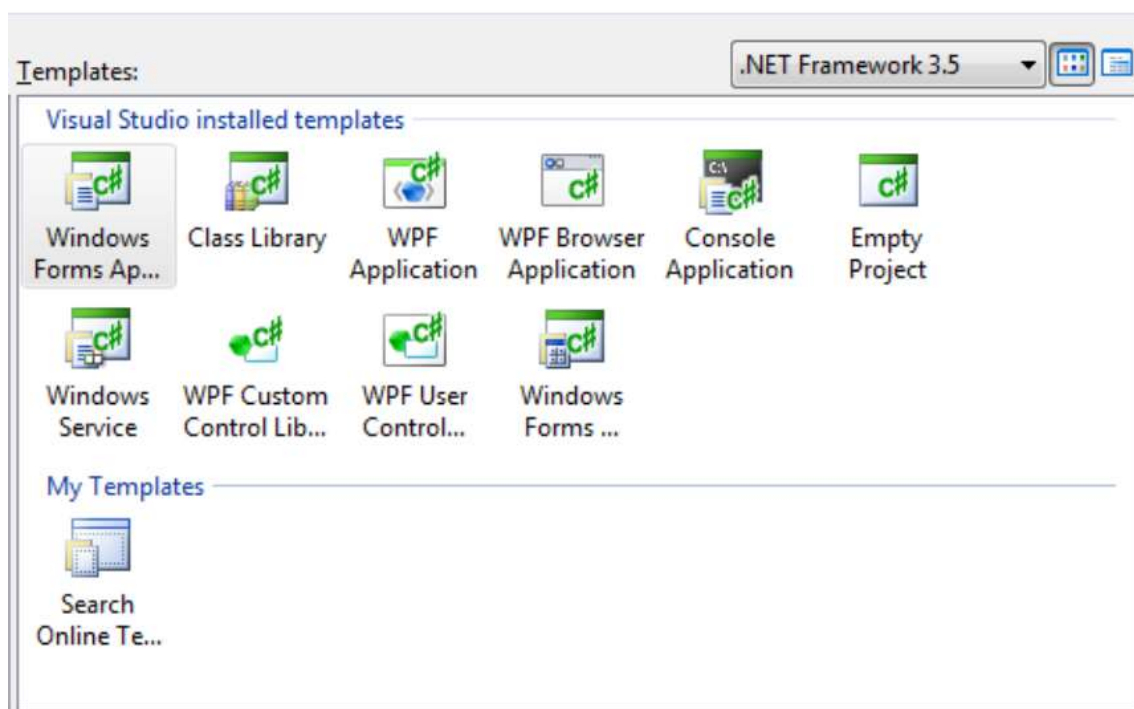 Templates:
.NET Framework 3.5
Visual Studio installed templates
C#
C#
C#
C#
C:\
C#
C#
Windows
Forms Ap...
Class Library
WPF
Application
WPF Browser
Application
Console
Application
Empty
Project
C#
C#
C#
C#
Windows
Service
WPF Custom
Control Lib...
WPF User
Control...
Windows
Forms ...
My Templates
Search
Online Te...